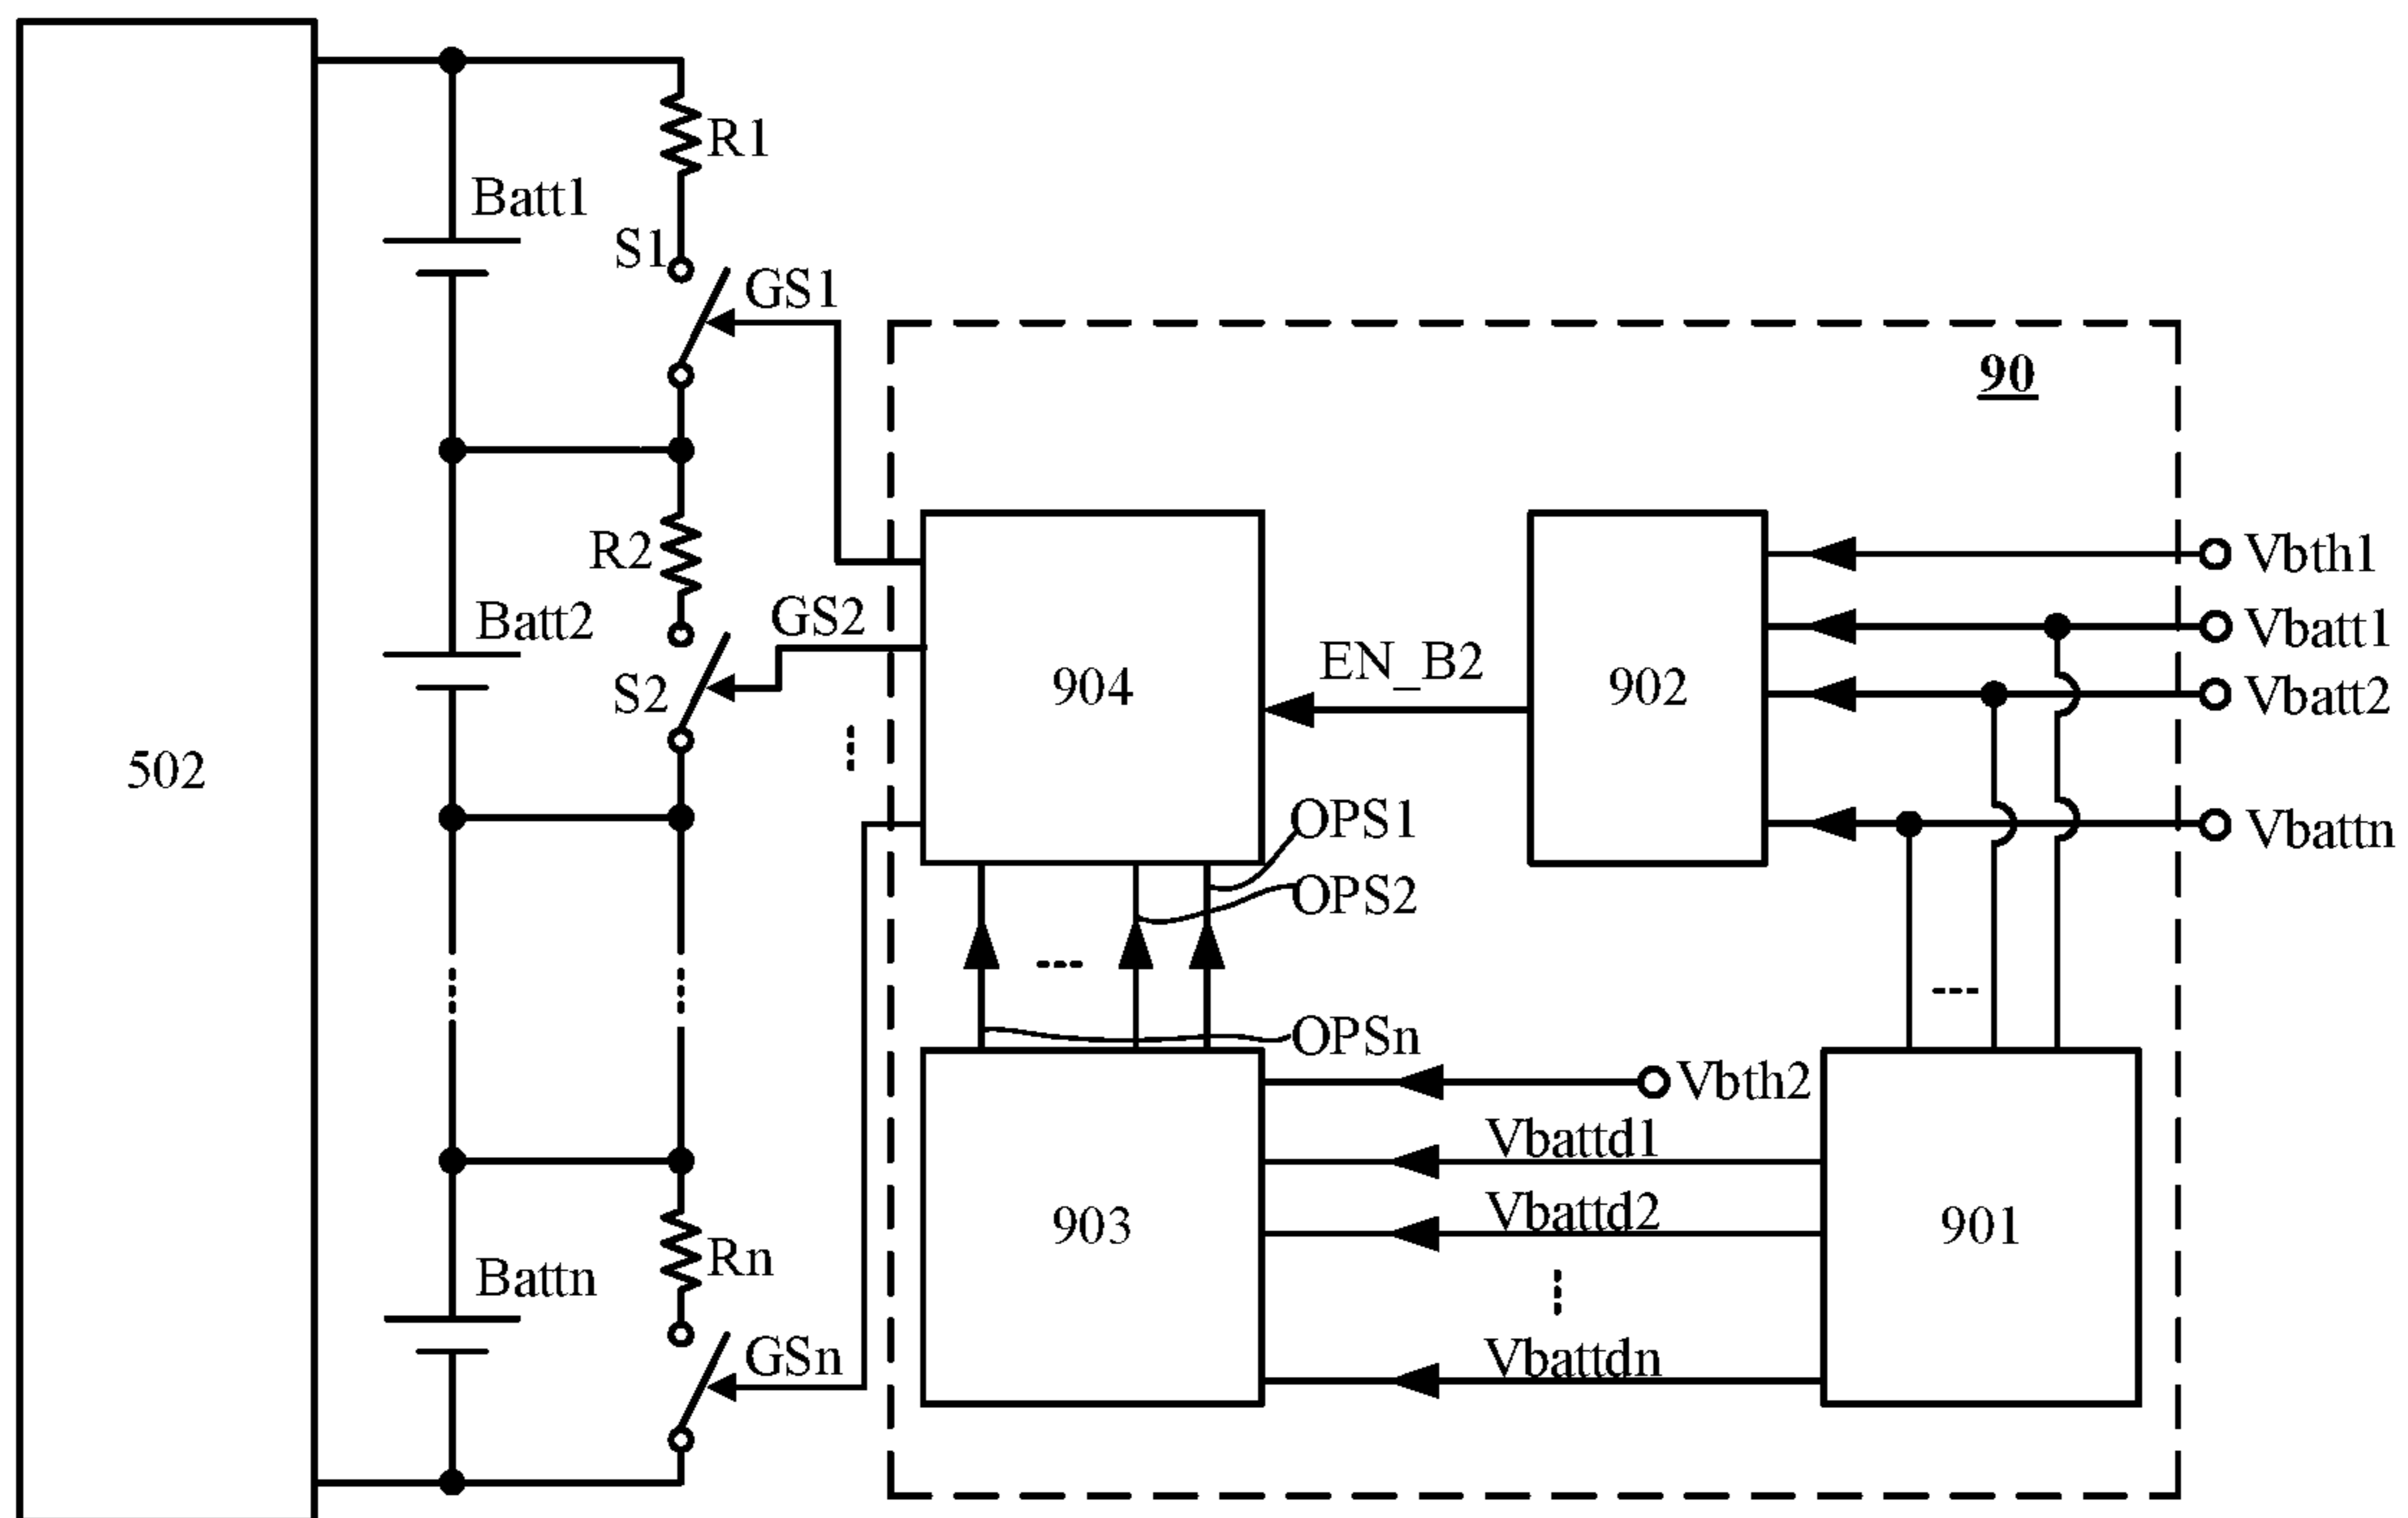 R1
Batt1
S1
GS1
90
R2
GS2
Batt2
S2
502
904
EN_B2
902
Vbth1
Vbatt1
Vbatt2
Vbattn
OPS1
OPS2
OPSn
Vbth2
Vbattd1
Vbattd2
Vbattdn
903
901
Rn
Battn
GSn